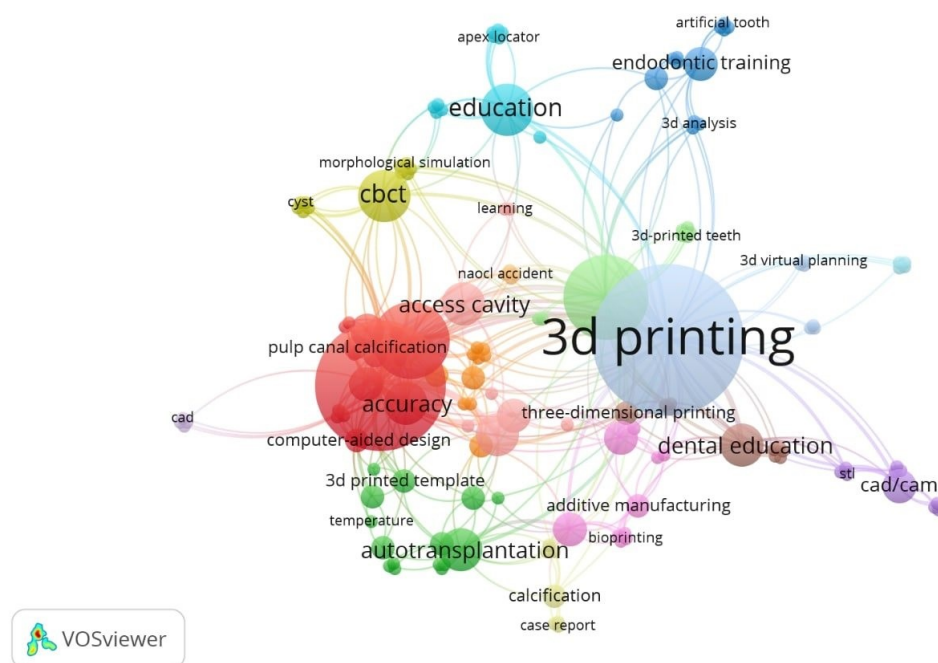 artificial tooth
apex locator
endodontic training
education
3d analysis
morphological simulation
cbct
cyst
learning
3d-printed teeth
3d virtual planning
naocl accident
access cavity
3d printing
pulp canal calcification
accuracy
three-dimensional printing
cad
computer-aided design
dental education
stl
cad/cam
3d printed template
additive manufacturing
temperature
bioprinting
autotransplantation
calcification
case report
VOSviewer